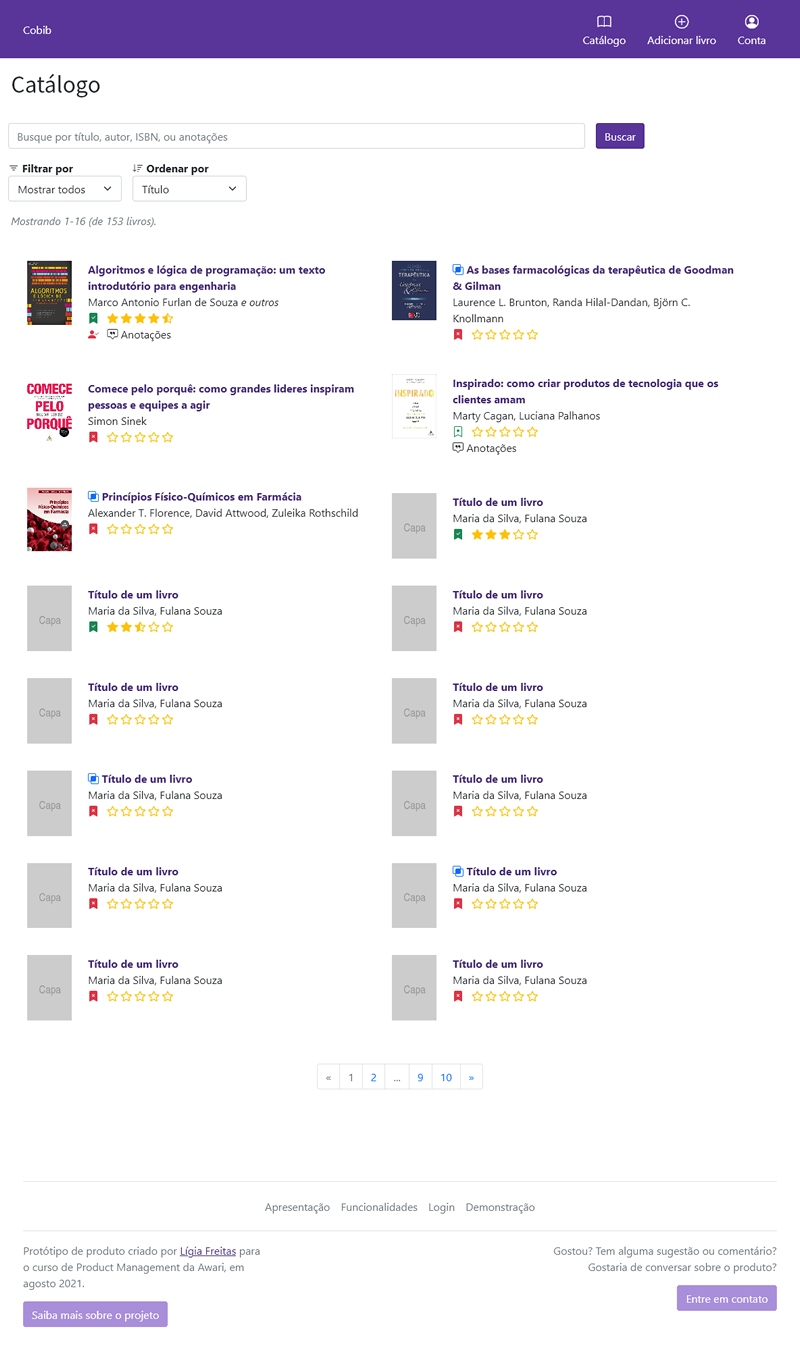 Cobib
Catálogo
Adicionar livro
Conta
Catálogo
Busque por título, autor, ISBN, ou anotações
Buscar
Filtrar por
Ordenar por
Mostrar todos
Título
Mostrando 1-16 (de 153 livros).
ALGORITMOS
Algoritmos e lógica de programação: um texto
introdutório para engenharia
Marco Antonio Furlan de Souza e outros
Anotações
TERAPÊUTICA
As bases farmacológicas da terapêutica de Goodman
& Gilman
Laurence L. Brunton, Randa Hilal-Dandan, Björn C.
Knollmann
COMECE
PELO
PORQUÊ
Comece pelo porquê: como grandes lideres inspiram
pessoas e equipes a agir
Simon Sinek
INSPIRADO
Inspirado: como criar produtos de tecnologia que os
clientes amam
Marty Cagan, Luciana Palhanos
Anotações
Princípios
Físico-Químicos
em Farmácia
Princípios Físico-Químicos em Farmácia
Alexander T. Florence, David Attwood, Zuleika Rothschild
Capa
Título de um livro
Maria da Silva, Fulana Souza
Capa
Título de um livro
Maria da Silva, Fulana Souza
Capa
Título de um livro
Maria da Silva, Fulana Souza
Capa
Título de um livro
Maria da Silva, Fulana Souza
Capa
Título de um livro
Maria da Silva, Fulana Souza
Capa
Título de um livro
Maria da Silva, Fulana Souza
Capa
Título de um livro
Maria da Silva, Fulana Souza
Capa
Título de um livro
Maria da Silva, Fulana Souza
Capa
Título de um livro
Maria da Silva, Fulana Souza
Capa
Título de um livro
Maria da Silva, Fulana Souza
Capa
Título de um livro
Maria da Silva, Fulana Souza
« 1 2 ... 9 10 »
Apresentação Funcionalidades Login Demonstração
Protótipo de produto criado por Lígia Freitas para
o curso de Product Management da Awari, em
agosto 2021.
Saiba mais sobre o projeto
Gostou? Tem alguma sugestão ou comentário?
Gostaria de conversar sobre o produto?
Entre em contato